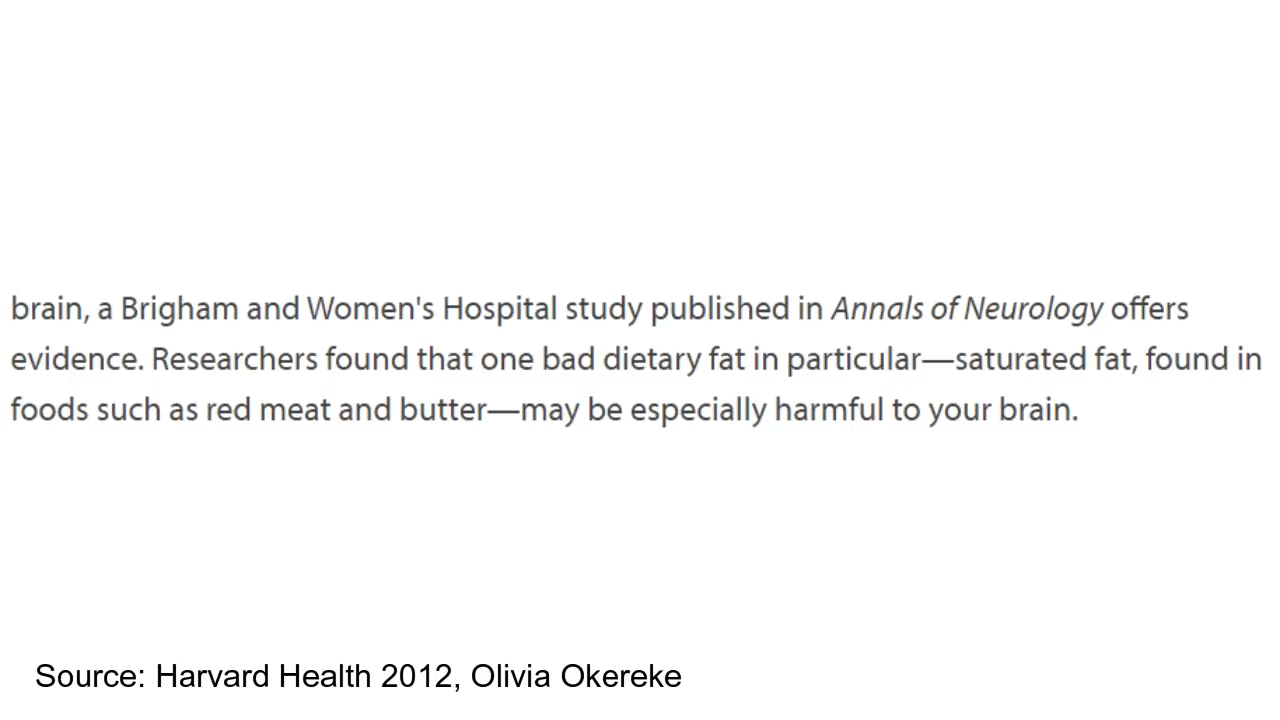 brain, a Brigham and Women's Hospital study published in Annals of Neurology offers
evidence. Researchers found that one bad dietary fat in particular—saturated fat, found in
foods such as red meat and butter—may be especially harmful to your brain.
Source: Harvard Health 2012, Olivia Okereke